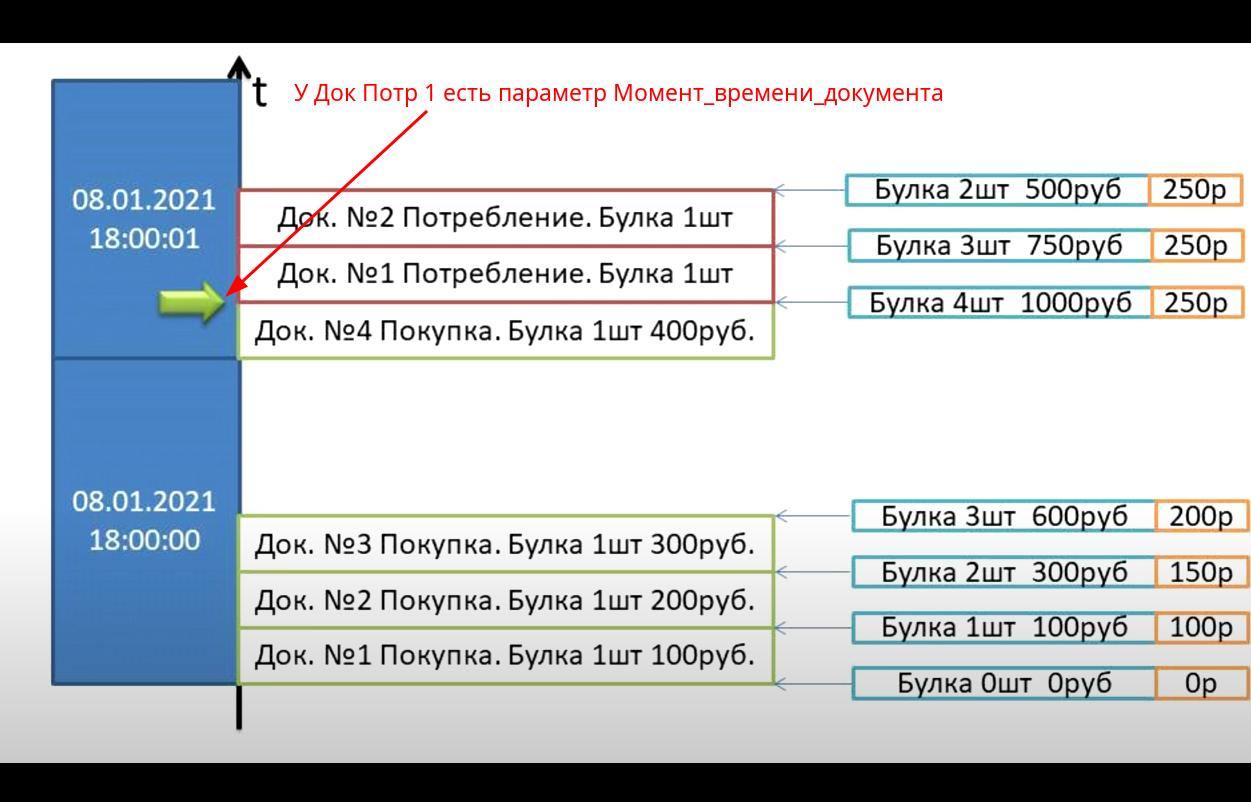 t
У Док Потр 1 есть параметр Момент_времени_документа
08.01.2021
18:00:01
Док. №2 Потребление. Булка 1шт
Док. №1 Потребление. Булка 1шт
Док. №4 Покупка. Булка 1шт 400руб.
Булка 2шт 500руб 250р
Булка 3шт 750руб 250р
Булка 4шт 1000руб 250р
08.01.2021
18:00:00
Док. №3 Покупка. Булка 1шт 300руб.
Док. №2 Покупка. Булка 1шт 200руб.
Док. №1 Покупка. Булка 1шт 100руб.
Булка 3шт 600руб 200р
Булка 2шт 300руб 150р
Булка 1шт 100руб 100р
Булка 0шт 0руб 0р